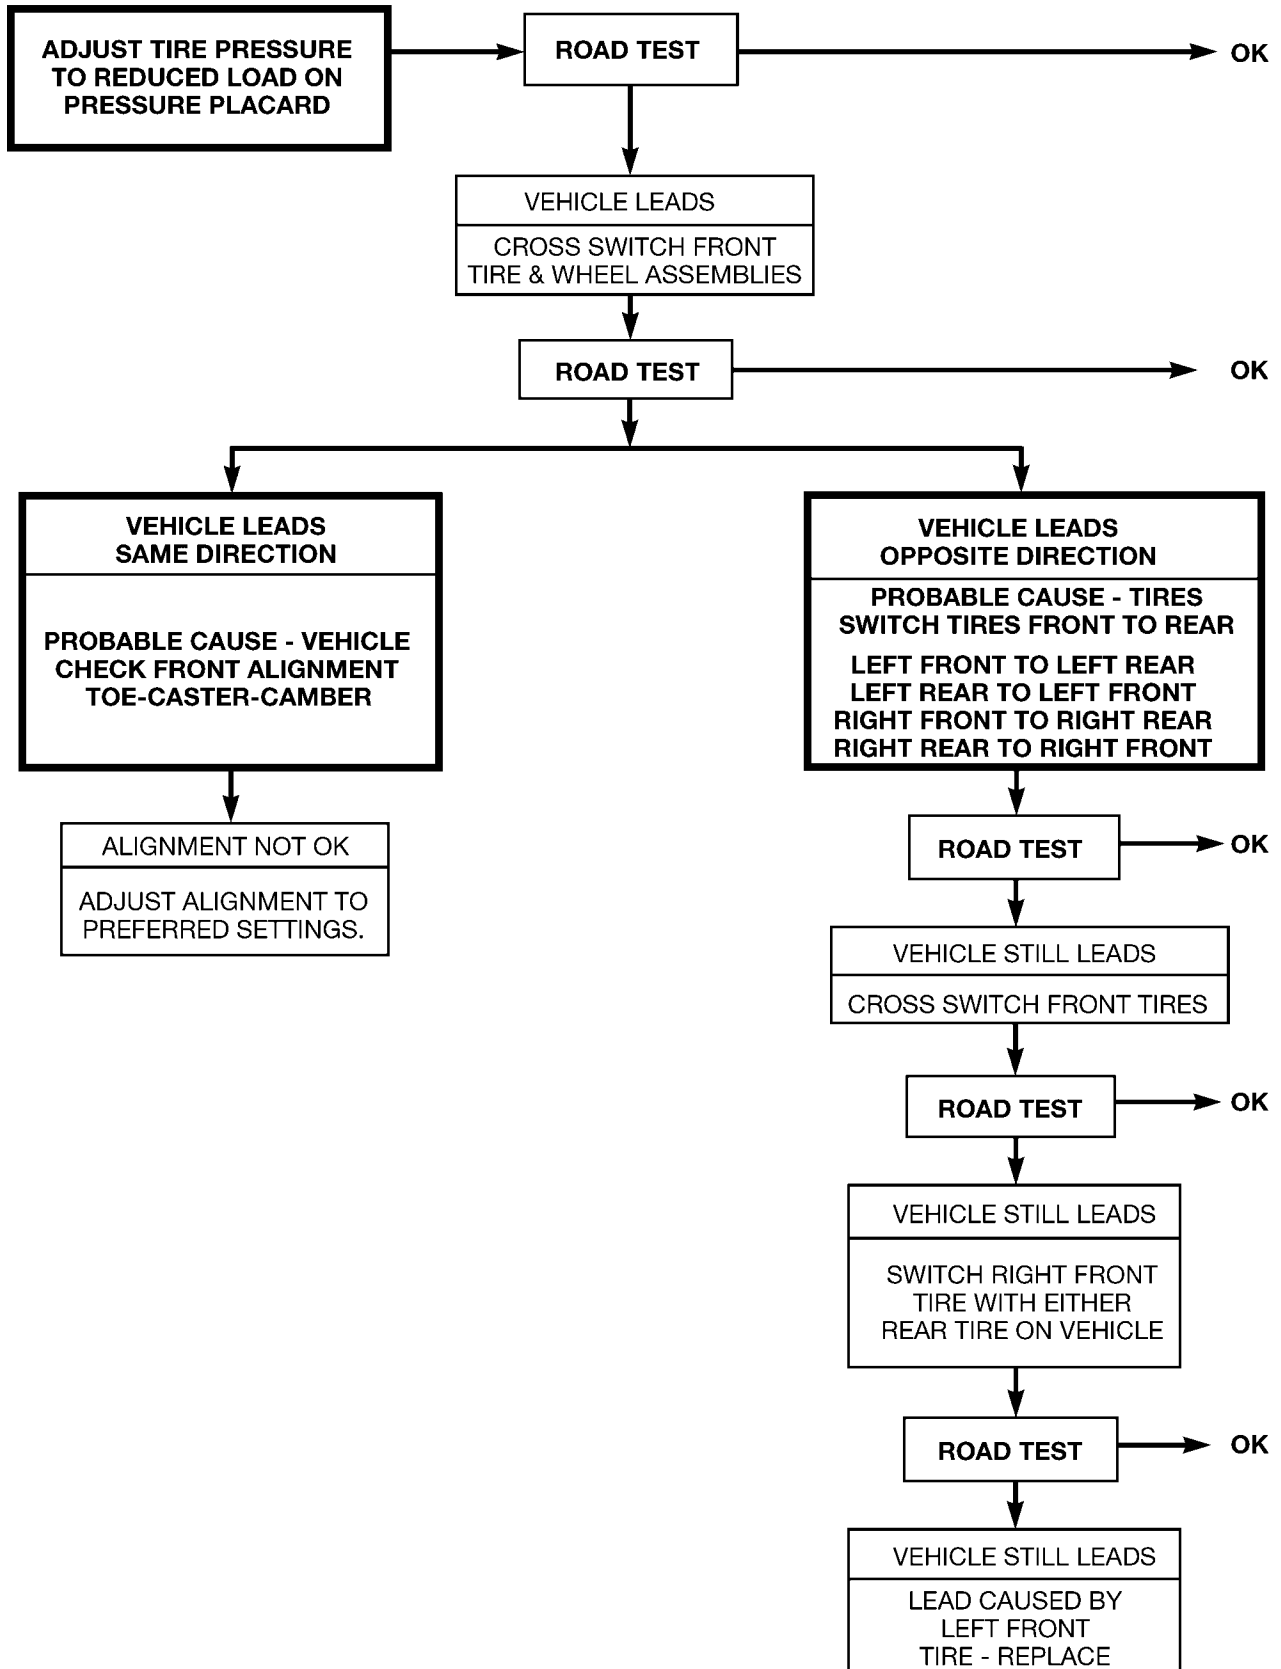 ADJUST TIRE PRESSURE
TO REDUCED LOAD ON
PRESSURE PLACARD
ROAD TEST
OK
VEHICLE LEADS
CROSS SWITCH FRONT
TIRE & WHEEL ASSEMBLIES
ROAD TEST
OK
VEHICLE LEADS
SAME DIRECTION
PROBABLE CAUSE - VEHICLE
CHECK FRONT ALIGNMENT
TOE-CASTER-CAMBER
ALIGNMENT NOT OK
ADJUST ALIGNMENT TO
PREFERRED SETTINGS.
VEHICLE LEADS
OPPOSITE DIRECTION
PROBABLE CAUSE - TIRES
SWITCH TIRES FRONT TO REAR
LEFT FRONT TO LEFT REAR
LEFT REAR TO LEFT FRONT
RIGHT FRONT TO RIGHT REAR
RIGHT REAR TO RIGHT FRONT
ROAD TEST
OK
VEHICLE STILL LEADS
CROSS SWITCH FRONT TIRES
ROAD TEST
OK
VEHICLE STILL LEADS
SWITCH RIGHT FRONT
TIRE WITH EITHER
REAR TIRE ON VEHICLE
ROAD TEST
OK
VEHICLE STILL LEADS
LEAD CAUSED BY
LEFT FRONT
TIRE - REPLACE